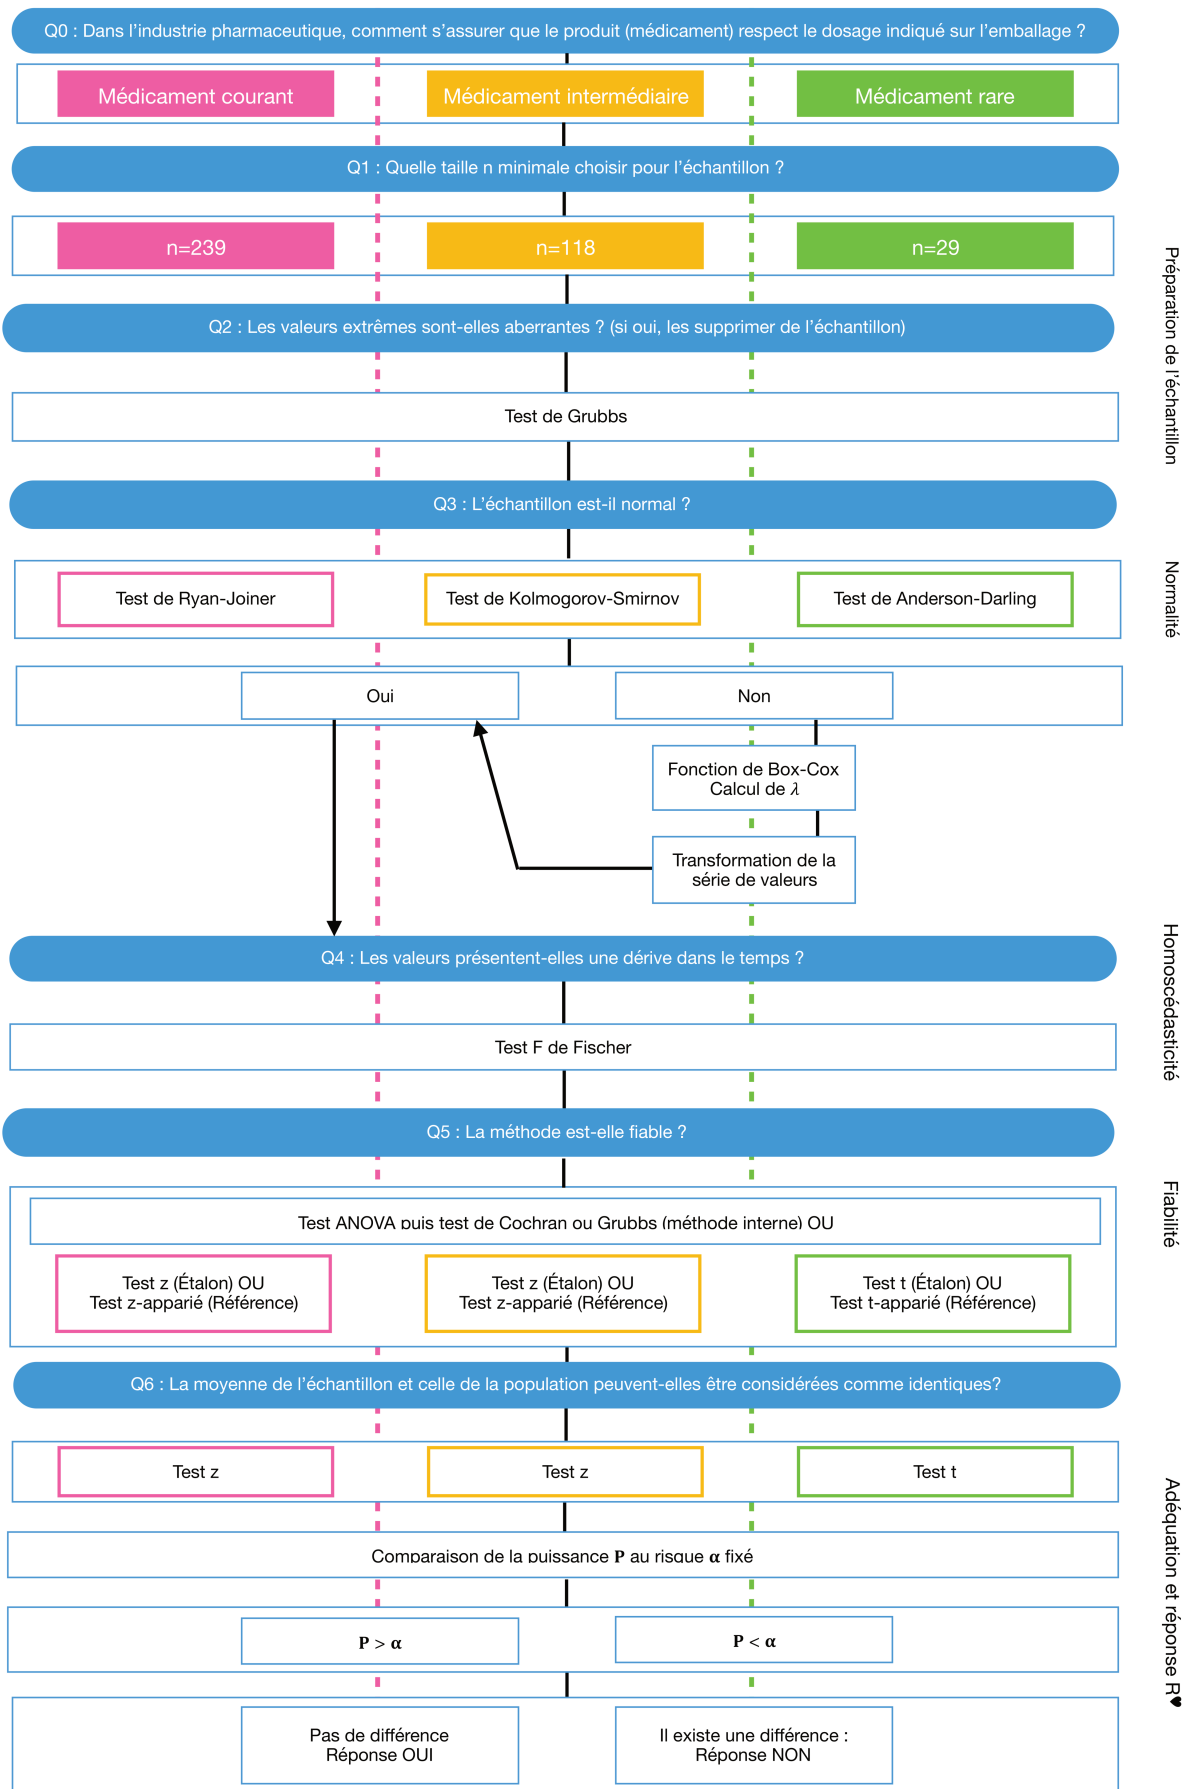 Q0 : Dans l’industrie pharmaceutique, comment s’assurer que le produit (médicament) respect le dosage indiqué sur l’emballage ?
Médicament courant
Médicament intermédiaire
Médicament rare
Q1 : Quelle taille n minimale choisir pour l’échantillon ?
n=239
n=118
n=29
Q2 : Les valeurs extrêmes sont-elles aberrantes ? (si oui, les supprimer de l’échantillon)
Test de Grubbs
Préparation de l’échantillon
Q3 : L’échantillon est-il normal ?
Test de Ryan-Joiner
Test de Kolmogorov-Smirnov
Test de Anderson-Darling
Normalité
Oui
Non
Fonction de Box-Cox
Calcul de λ
Transformation de la
série de valeurs
Q4 : Les valeurs présentent-elles une dérive dans le temps ?
Test F de Fischer
Homoscédasticité
Q5 : La méthode est-elle fiable ?
Test ANOVA puis test de Cochran ou Grubbs (méthode interne) OU
Test z (Étalon) OU
Test z-apparié (Référence)
Test z (Étalon) OU
Test z-apparié (Référence)
Test t (Étalon) OU
Test t-apparié (Référence)
Fiabilité
Q6 : La moyenne de l’échantillon et celle de la population peuvent-elles être considérées comme identiques?
Test z
Test z
Test t
Comparaison de la puissance P au risque α fixé
P > α
P < α
Pas de différence
Réponse OUI
Il existe une différence :
Réponse NON
Adéquation et réponse R♥